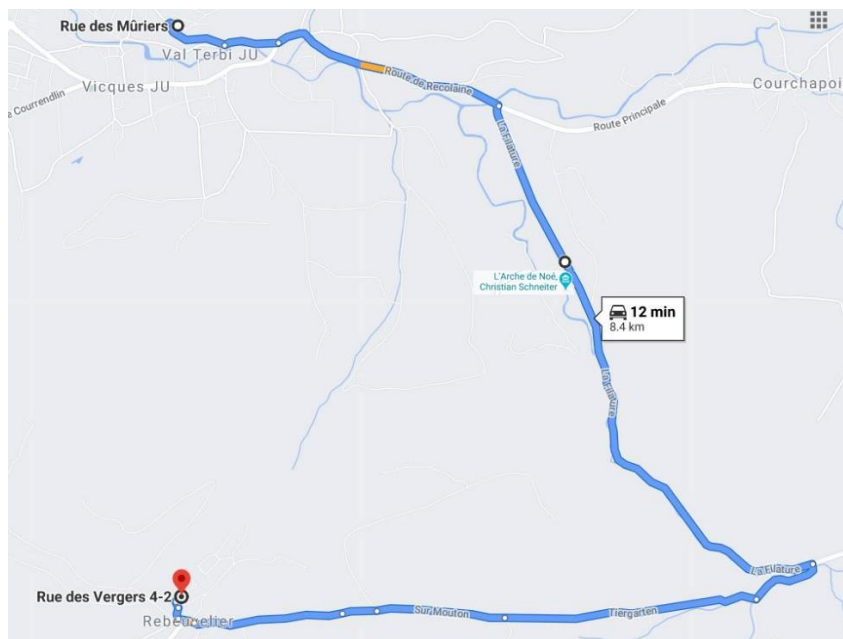 Rue des Mûriers
Val Terbi JU
Vicques JU
e Courrendlin
Route de Recolaine
Courchapoi
Route Principale
La Filature
L'Arche de Noé,
Christian Schneiter
12 min
8.4 km
La Filature
La Filature
Rue des Vergers 4-2
Sur Mouton
Tiergarten
Rebeuvelier